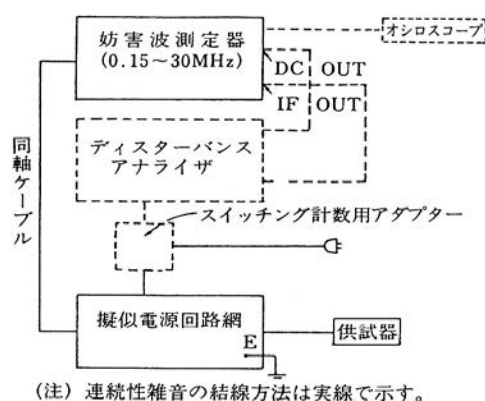 妨害波測定器
(0.15～30MHz)
オシロスコープ
DC OUT
IF OUT
ディスターバンス
アナライザ
同軸ケーブル
スイッチング計数用アダプター
擬似電源回路網
E
供試器
(注) 連続性雑音の結線方法は実線で示す。